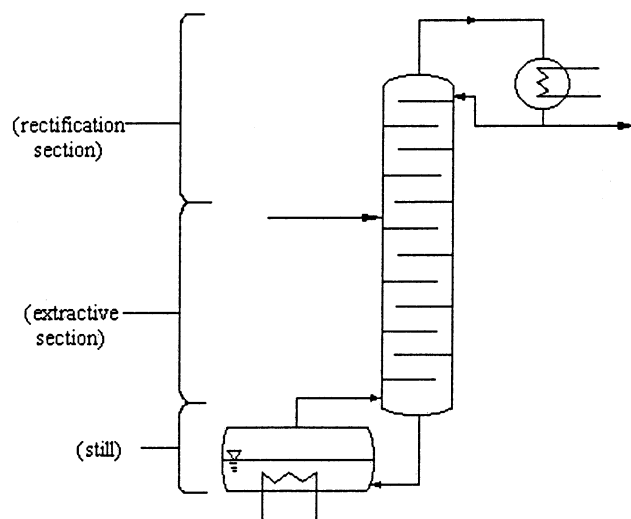 (rectification
section)
(extractive
section)
(still)